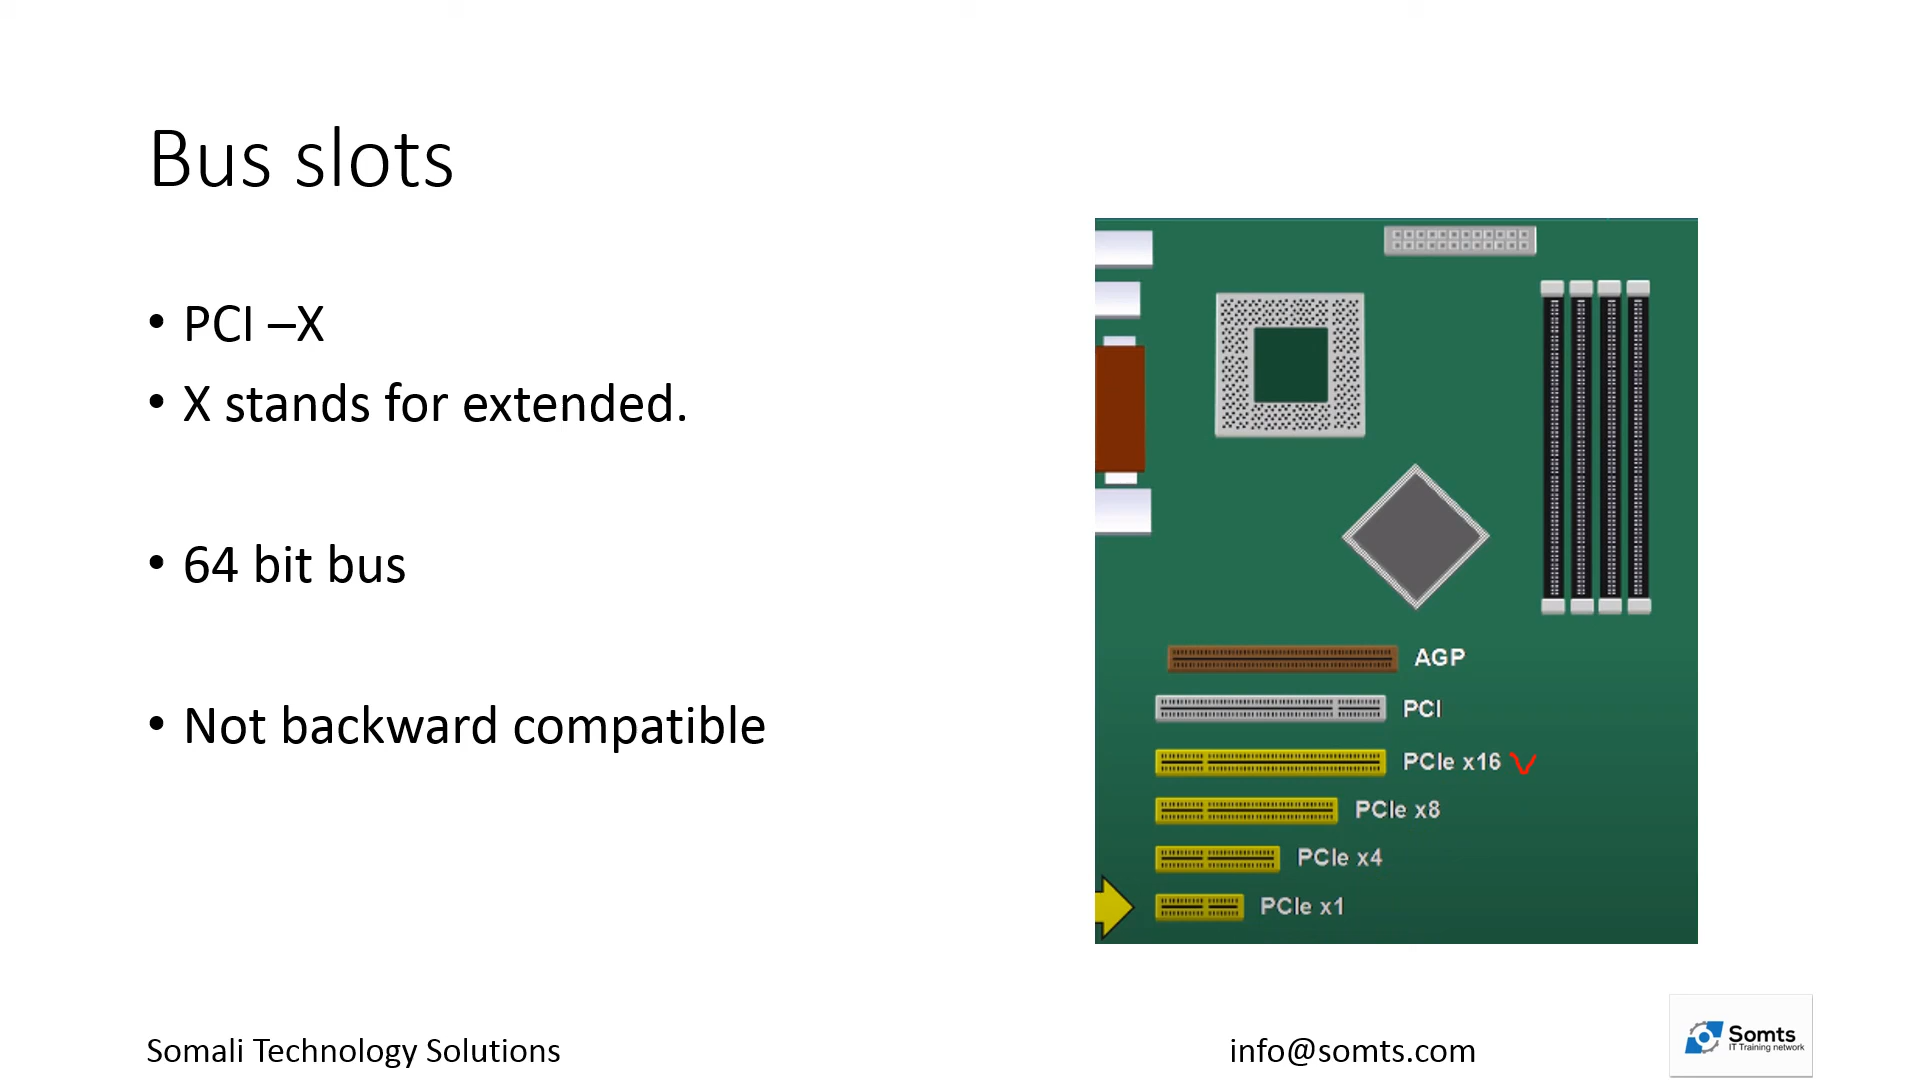 Bus slots
• PCI –X
• X stands for extended.
• 64 bit bus
• Not backward compatible
AGP
PCI
PCIe x16
PCIe x8
PCIe x4
PCIe x1
Somali Technology Solutions
info@somts.com
Somts
IT Training network